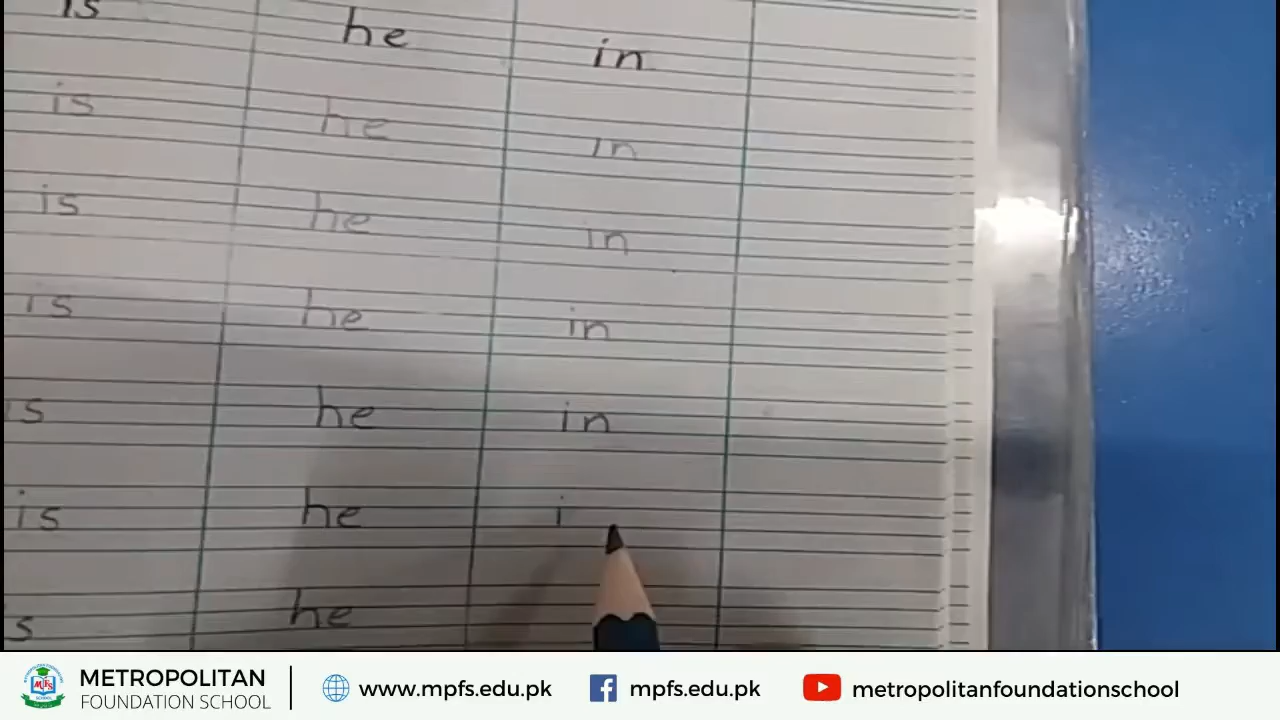 is he in
is he in
is he in
is he in
is he in
is he i
s he
METROPOLITAN
FOUNDATION SCHOOL
www.mpfs.edu.pk
mpfs.edu.pk
metropolitanfoundationschool